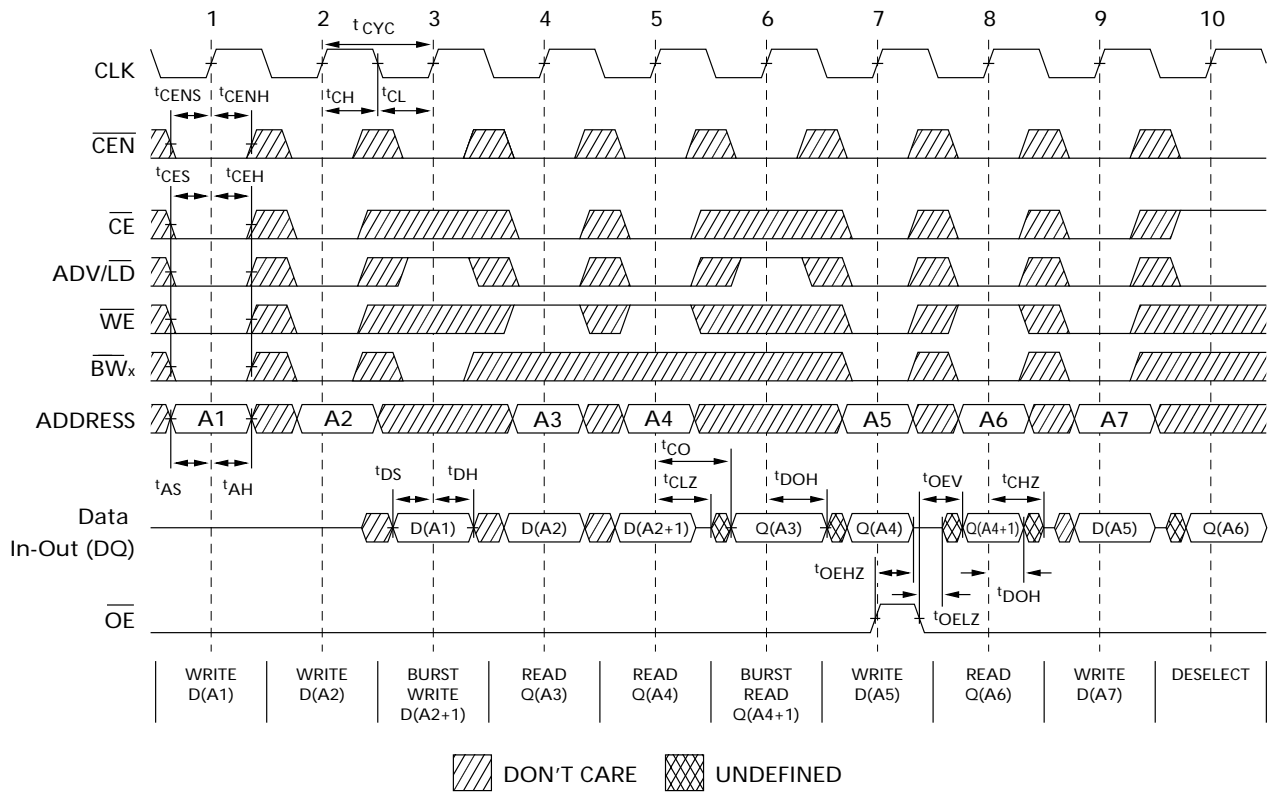 1 2 3 4 5 6 7 8 9 10
tCYC
CLK
tCENS tCENH tCH tCL
CEN
tCES tCEH
CE
ADV/LD
WE
BWx
ADDRESS A1 A2 A3 A4 A5 A6 A7
tCO
tAS tAH tDS tDH tCLZ tDOH tOEV tCHZ
Data
In-Out (DQ)
D(A1) D(A2) D(A2+1) Q(A3) Q(A4) Q(A4+1) D(A5) Q(A6)
tOEHZ tDOH
tOELZ
OE
WRITE
D(A1)
WRITE
D(A2)
BURST
WRITE
D(A2+1)
READ
Q(A3)
READ
Q(A4)
BURST
READ
Q(A4+1)
WRITE
D(A5)
READ
Q(A6)
WRITE
D(A7)
DESELECT
DON'T CARE UNDEFINED